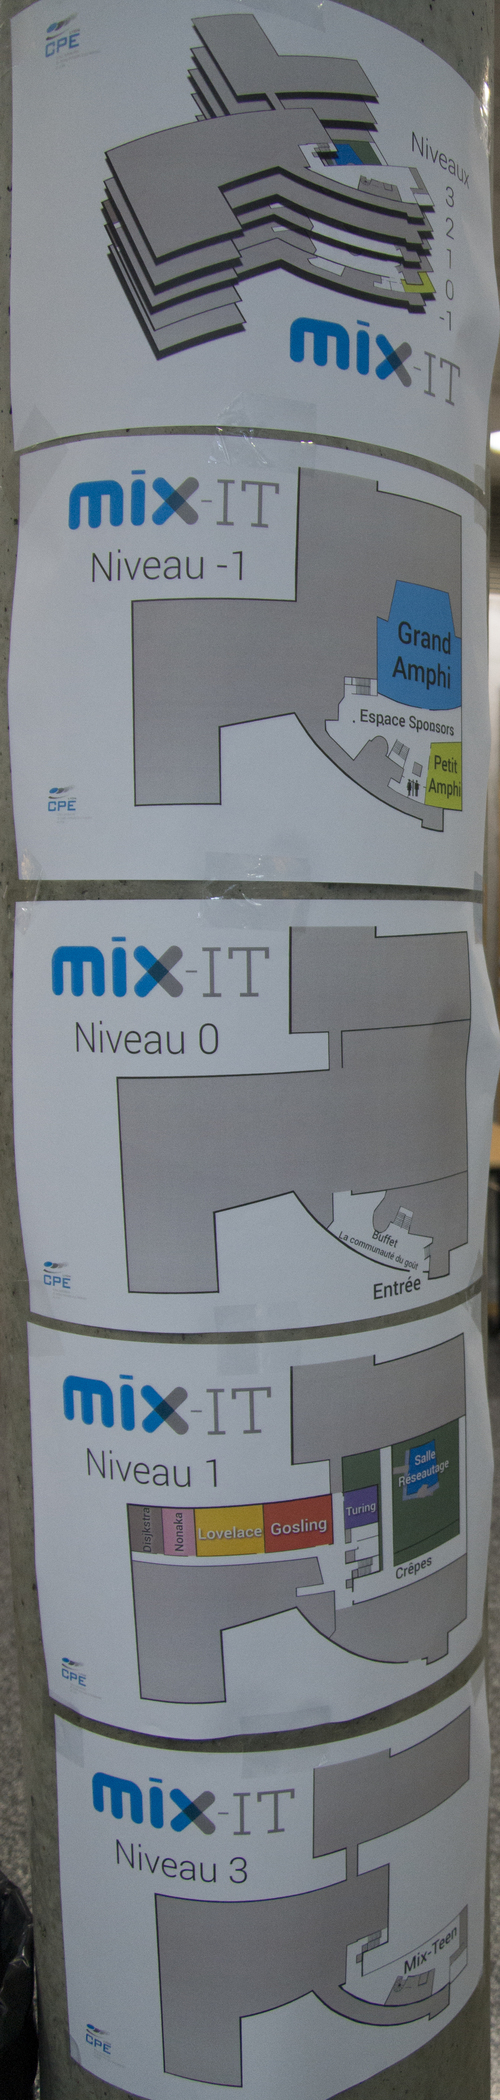 CPE
Niveaux
3
2
1
0
-1
mix-IT
mix-IT
Niveau -1
Grand
Amphi
Espace Sponsors
Petit
Amphi
CPE
mix-IT
Niveau 0
Buffet
La communauté du goût
Entrée
CPE
mix-IT
Niveau 1
Salle
Réseautage
Turing
Disjkstra
Nonaka
Lovelace
Gosling
Crêpes
CPE
mix-IT
Niveau 3
Mix-Teen
CPE